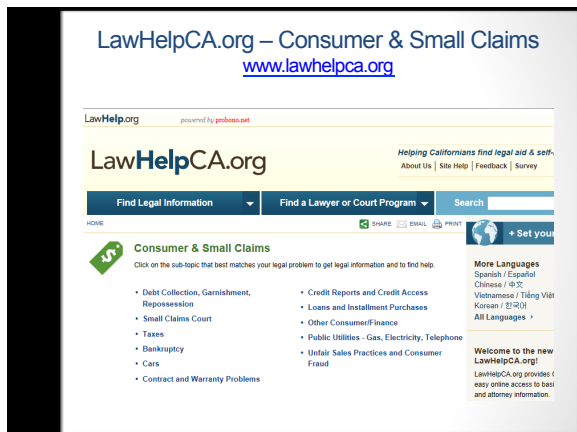 LawHelpCA.org – Consumer & Small Claims
www.lawhelpca.org
LawHelp.org powered by probono.net
LawHelpCA.org
Helping Californians find legal aid & self-
About Us | Site Help | Feedback | Survey
Find Legal Information
Find a Lawyer or Court Program
Search
HOME
SHARE EMAIL PRINT
+ Set your
Consumer & Small Claims
Click on the sub-topic that best matches your legal problem to get legal information and to find help.
• Debt Collection, Garnishment,
Repossession
• Small Claims Court
• Taxes
• Bankruptcy
• Cars
• Contract and Warranty Problems
• Credit Reports and Credit Access
• Loans and Installment Purchases
• Other Consumer/Finance
• Public Utilities - Gas, Electricity, Telephone
• Unfair Sales Practices and Consumer
Fraud
More Languages
Spanish / Español
Chinese / 中文
Vietnamese / Tiếng Việt
Korean / 한국어
All Languages
Welcome to the new
LawHelpCA.org!
LawHelpCA.org provides
easy online access to basi
and attorney information.